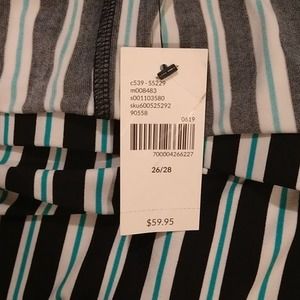 c539 - 55229
m008483
s001103580
sku600525292
90558
0619
700004266227
26/28
$59.95